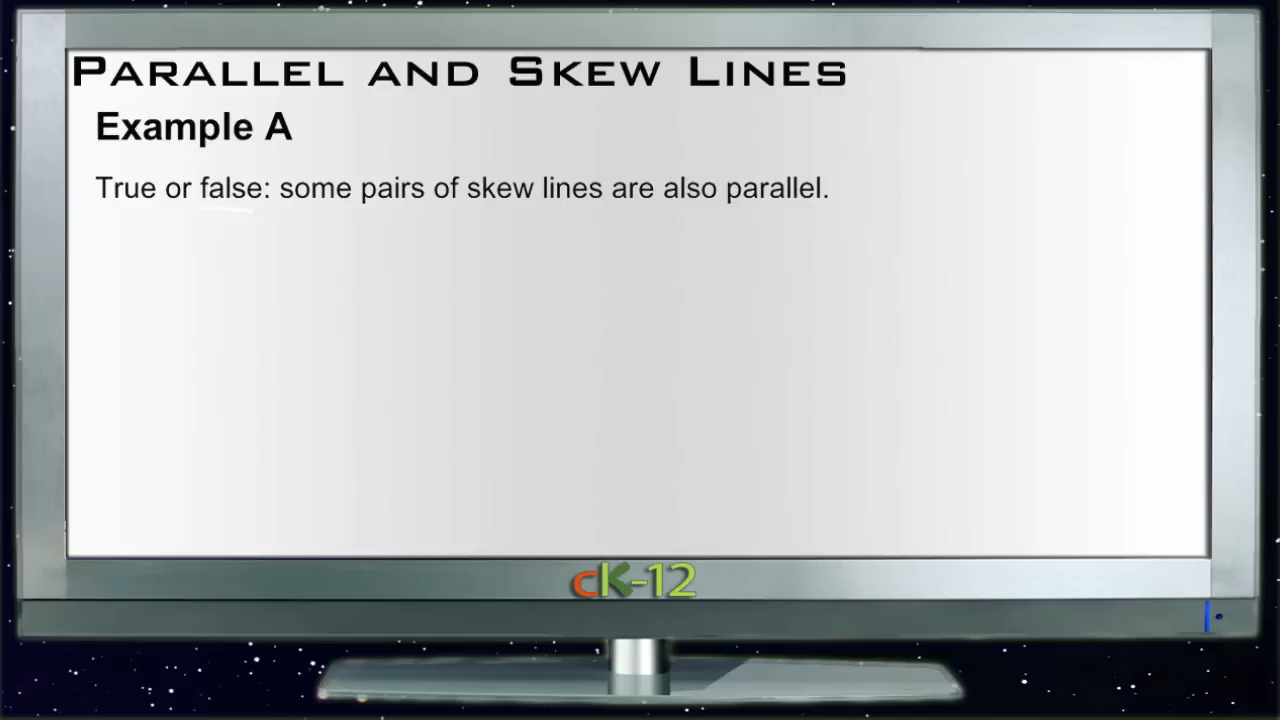 PARALLEL AND SKEW LINES
Example A
True or false: some pairs of skew lines are also parallel.
cK-12